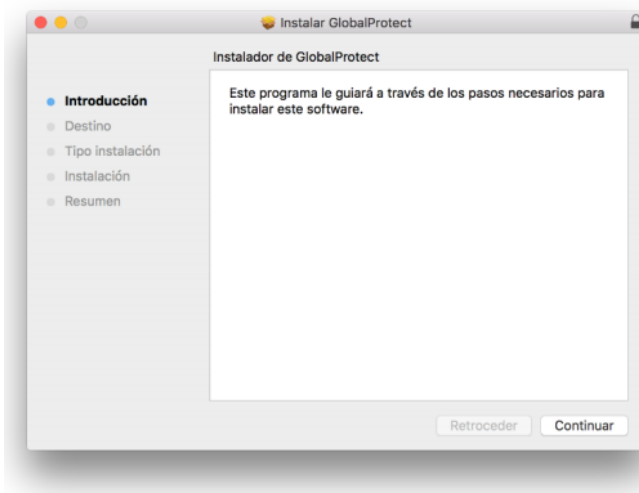 Instalar GlobalProtect
Instalador de GlobalProtect
Introducción
Destino
Tipo instalación
Instalación
Resumen
Este programa le guiará a través de los pasos necesarios para
instalar este software.
Retroceder
Continuar